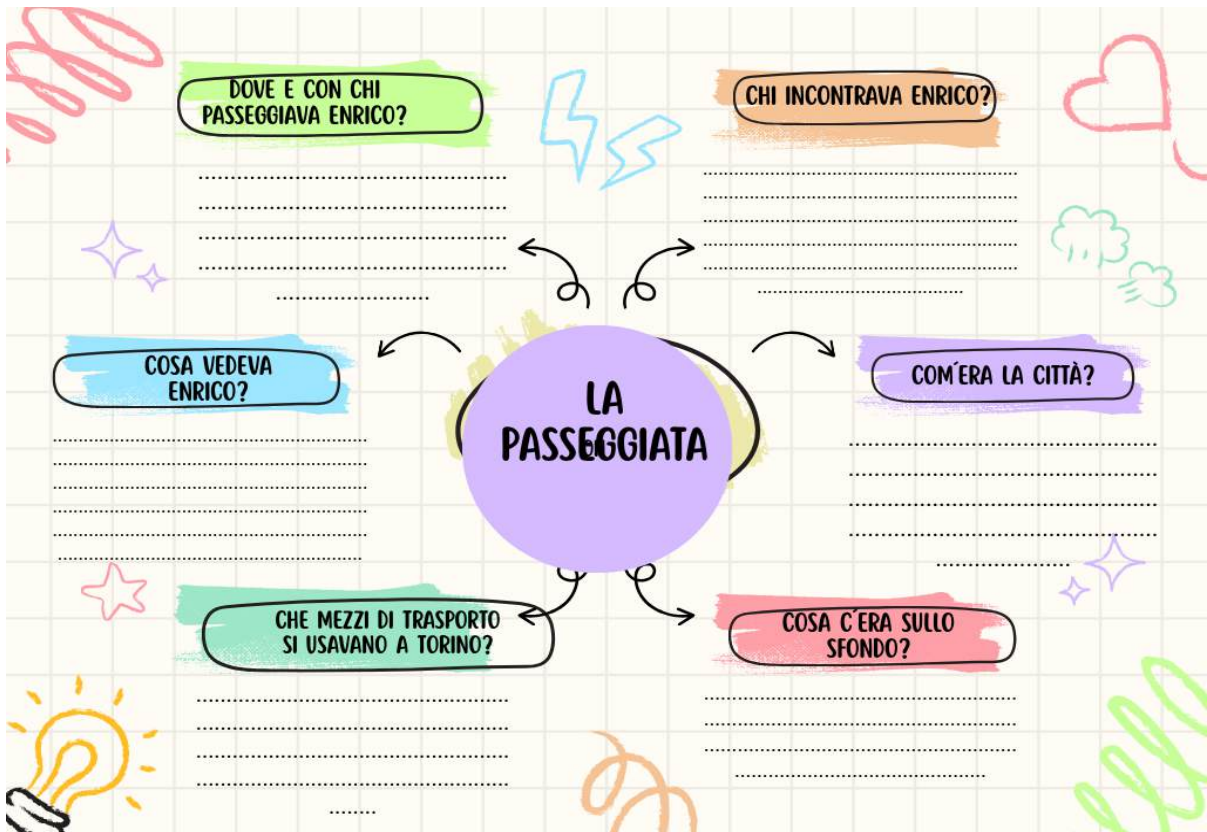 DOVE E CON CHI
PASSEGGIAVA ENRICO?
CHI INCONTRAVA ENRICO?
COSA VEDEVA
ENRICO?
LA
PASSEGGIATA
COM'ERA LA CITTÀ?
CHE MEZZI DI TRASPORTO
SI USAVANO A TORINO?
COSA C'ERA SULLO
SFONDO?